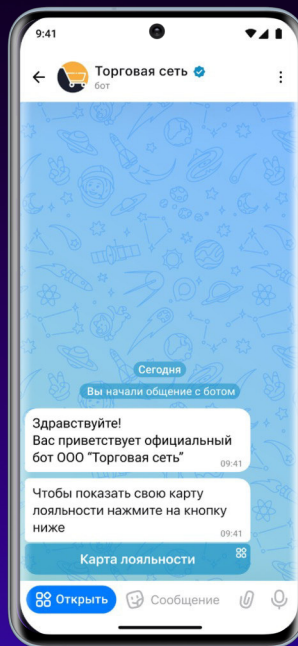 9:41
Торговая сеть
бот
Сегодня
Вы начали общение с ботом
Здравствуйте!
Вас приветствует официальный
бот ООО "Торговая сеть"
09:41
Чтобы показать свою карту
лояльности нажмите на кнопку
ниже
09:41
Карта лояльности
Открыть
Сообщение